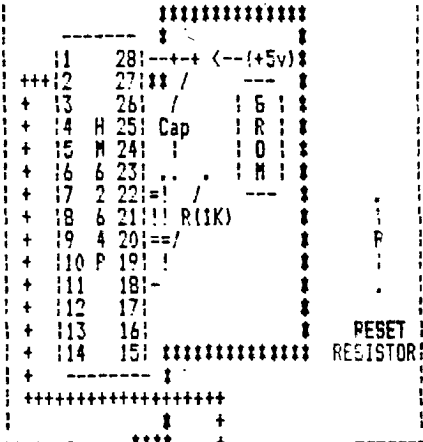 1 28 --+-+ <--(+5v)
+++ 2 27 /
+ 3 26 / G
+ 4 H 25 Cap R
+ 5 M 24 O
+ 6 6 23 .. . M
+ 7 2 22 =! /
+ 8 6 21 !! R(1K)
+ 9 4 20 ==/ R
+ 10 P 19 !
+ 11 18 -
+ 12 17
+ 13 16 RESET
+ 14 15 RESISTOR
+
++++++++++++++++++
+